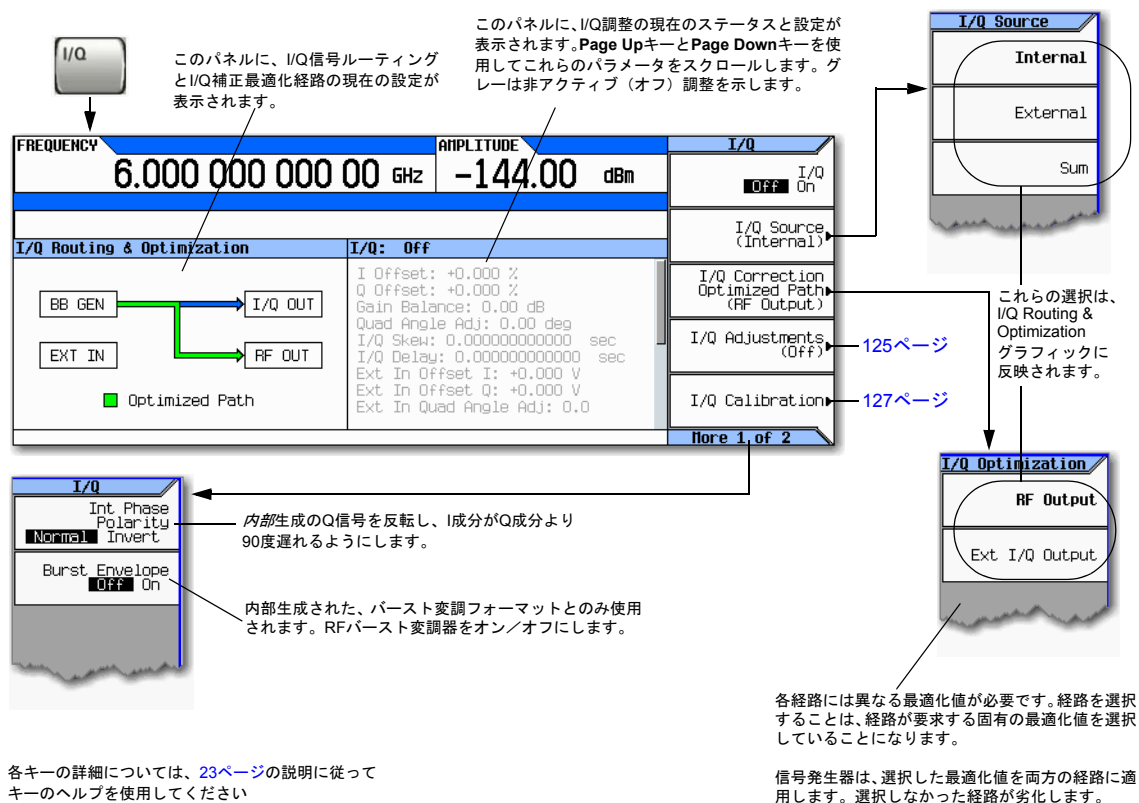 I/Q
このパネルに、I/Q信号ルーティング
とI/Q補正最適化経路の現在の設定が
表示されます。
このパネルに、I/Q調整の現在のステータスと設定が
表示されます。Page UpキーとPage Downキーを使
用してこれらのパラメータをスクロールします。グ
レーは非アクティブ（オフ）調整を示します。
I/Q Source
Internal
External
Sum
FREQUENCY
6.000 000 000 00 GHz
AMPLITUDE
-144.00 dBm
I/Q Routing & Optimization
BB GEN
I/Q OUT
EXT IN
RF OUT
Optimized Path
I/Q: Off
I Offset: +0.000 %
Q Offset: +0.000 %
Gain Balance: 0.00 dB
Quad Angle Adj: 0.00 deg
I/Q Skew: 0.000000000000 sec
I/Q Delay: 0.000000000000 sec
Ext In Offset I: +0.000 V
Ext In Offset Q: +0.000 V
Ext In Quad Angle Adj: 0.0
I/Q
I/Q
Off On
I/Q Source
(Internal)
I/Q Correction
Optimized Path
(RF Output)
I/Q Adjustments
(Off)
125ページ
I/Q Calibration
127ページ
More 1 of 2
これらの選択は、
I/Q Routing &
Optimization
グラフィックに
反映されます。
I/Q
Int Phase
Polarity
Normal Invert
Burst Envelope
Off On
内部生成のQ信号を反転し、I成分がQ成分より
90度遅れるようにします。
内部生成された、バースト変調フォーマットとのみ使用
されます。RFバースト変調器をオン／オフにします。
I/Q Optimization
RF Output
Ext I/Q Output
各経路には異なる最適化値が必要です。経路を選択
することは、経路が要求する固有の最適化値を選択
していることになります。
信号発生器は、選択した最適化値を両方の経路に適
用します。選択しなかった経路が劣化します。
各キーの詳細については、23ページの説明に従って
キーのヘルプを使用してください